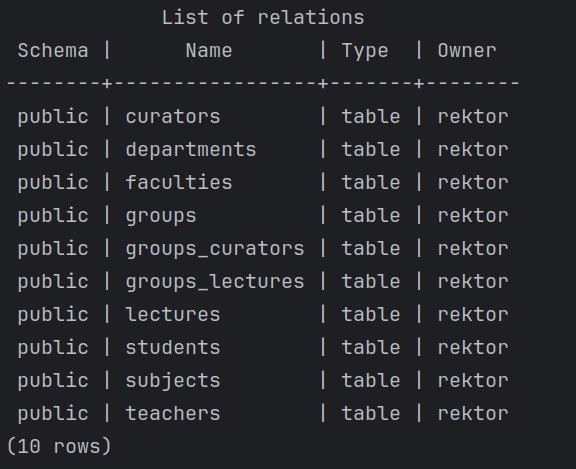 List of relations
 Schema |      Name       | Type  | Owner
--------+-----------------+-------+--------
 public | curators        | table | rektor
 public | departments     | table | rektor
 public | faculties       | table | rektor
 public | groups          | table | rektor
 public | groups_curators | table | rektor
 public | groups_lectures | table | rektor
 public | lectures        | table | rektor
 public | students        | table | rektor
 public | subjects        | table | rektor
 public | teachers        | table | rektor
(10 rows)